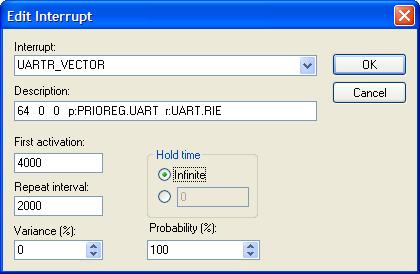 Edit Interrupt
Interrupt:
UARTR_VECTOR
OK
Description:
Cancel
64 0 0 p:PRIOREG.UART r:UART.RIE
First activation:
4000
Hold time
Infinite
Repeat interval:
2000
0
Variance (%):
Probability (%):
0
100